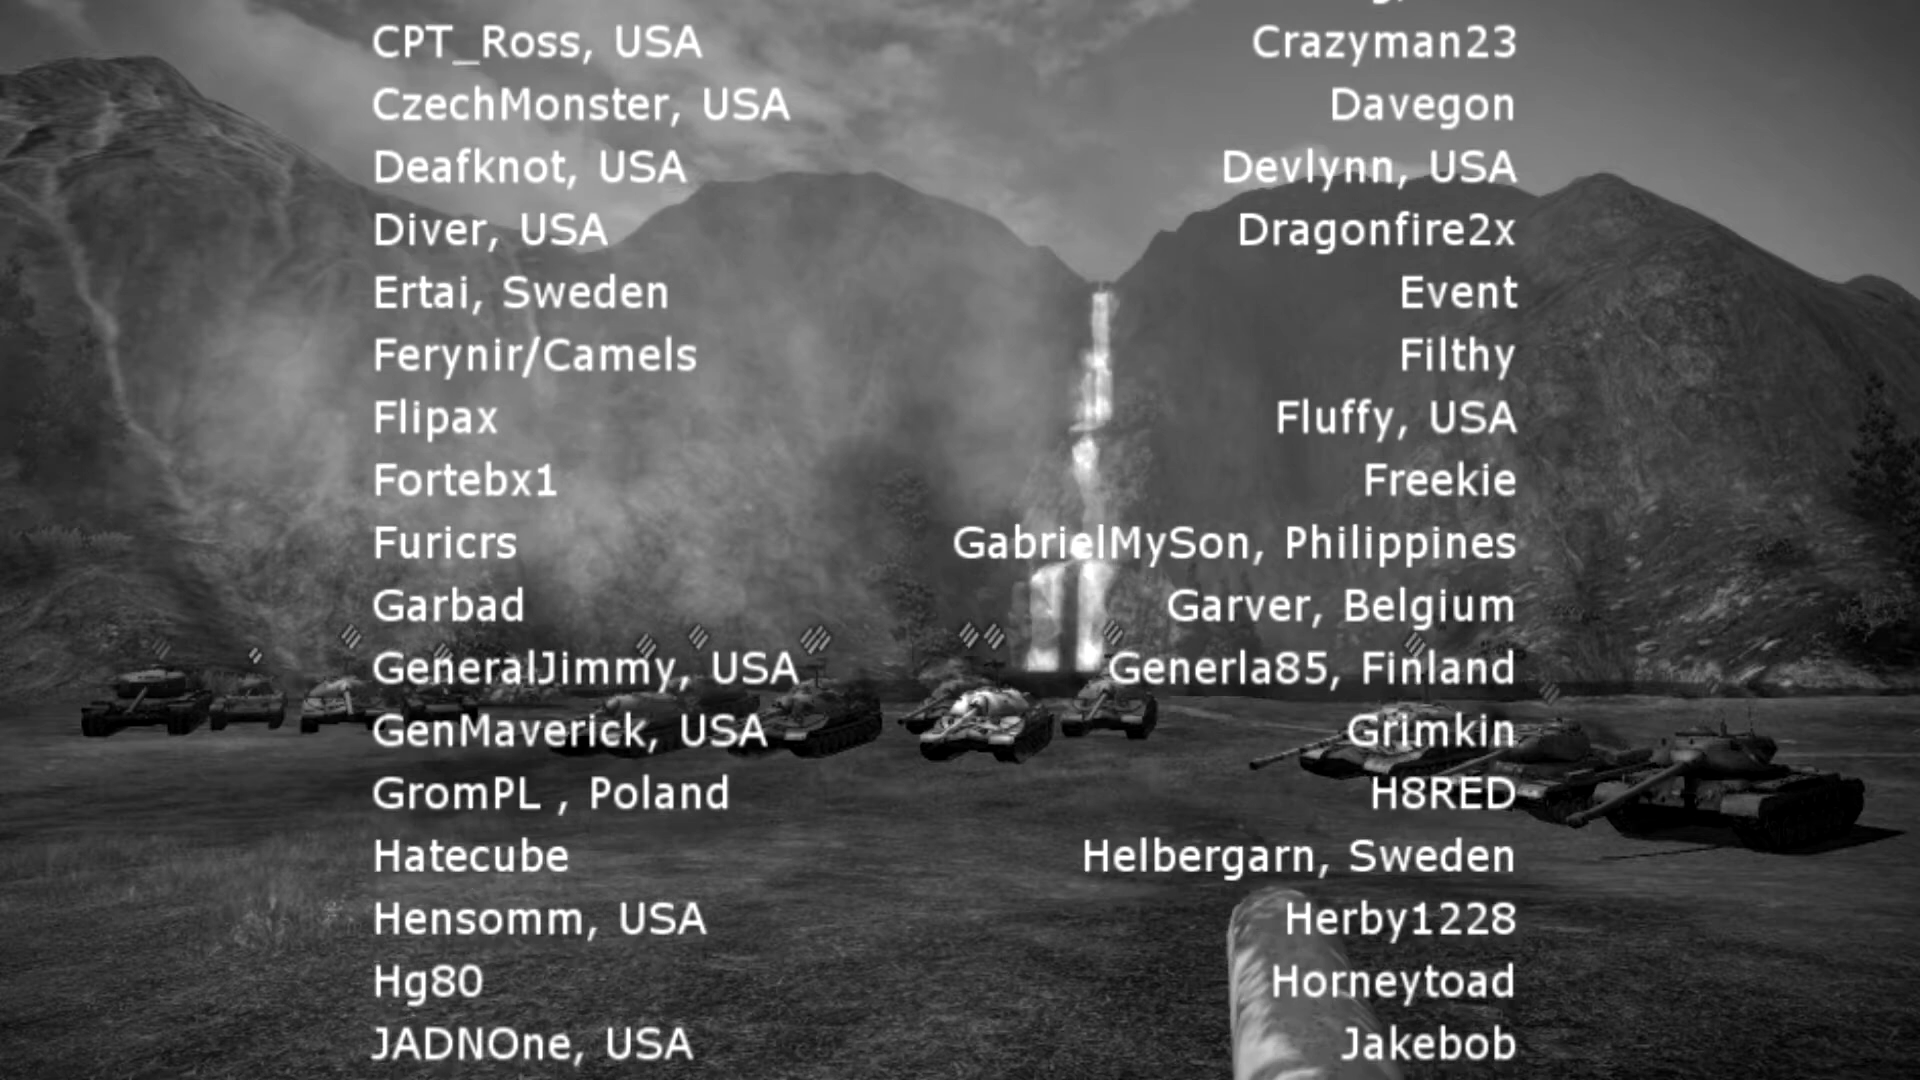 CPT_Ross, USA
Crazyman23
CzechMonster, USA
Davegon
Deafknot, USA
Devlynn, USA
Diver, USA
Dragonfire2x
Ertai, Sweden
Event
Ferynir/Camels
Filthy
Flipax
Fluffy, USA
Fortebx1
Freekie
Furicrs
GabrielMySon, Philippines
Garbad
Garver, Belgium
GeneralJimmy, USA
Generla85, Finland
GenMaverick, USA
Grimkin
GromPL , Poland
H8RED
Hatecube
Helbergarn, Sweden
Hensomm, USA
Herby1228
Hg80
Horneytoad
JADNOne, USA
Jakebob